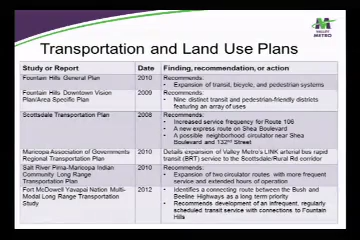 VALLEY
METRO
Transportation and Land Use Plans
Study or Report Date Finding, recommendation, or action
Fountain Hills General Plan 2010 Recommends:
• Expansion of transit, bicycle, and pedestrian systems
Fountain Hills Downtown Vision 2009 Recommends:
Plan/Area Specific Plan • Nine distinct transit and pedestrian-friendly districts
featuring an array of uses
Scottsdale Transportation Plan 2008 Recommends:
• Increased service frequency for Route 106
• A new express route on Shea Boulevard
• A possible neighborhood circulator near Shea
Boulevard and 132nd Street
Maricopa Association of Governments 2010 Details expansion of Valley Metro's LINK arterial bus rapid
Regional Transportation Plan transit (BRT) service to the Scottsdale/Rural Rd corridor
Salt River Pima-Maricopa Indian 2010 Recommends:
Community Long Range • Expansion of two circulator routes, with more frequent
Transportation Plan service and extended hours of operation
Fort McDowell Yavapai Nation Multi- 2012 • Identifies a connecting route between the Bush and
Modal Long Range Transportation Beeline Highways as a long term priority
Study • Recommends development of an infrequent, regularly
scheduled transit service with connections to Fountain
Hills